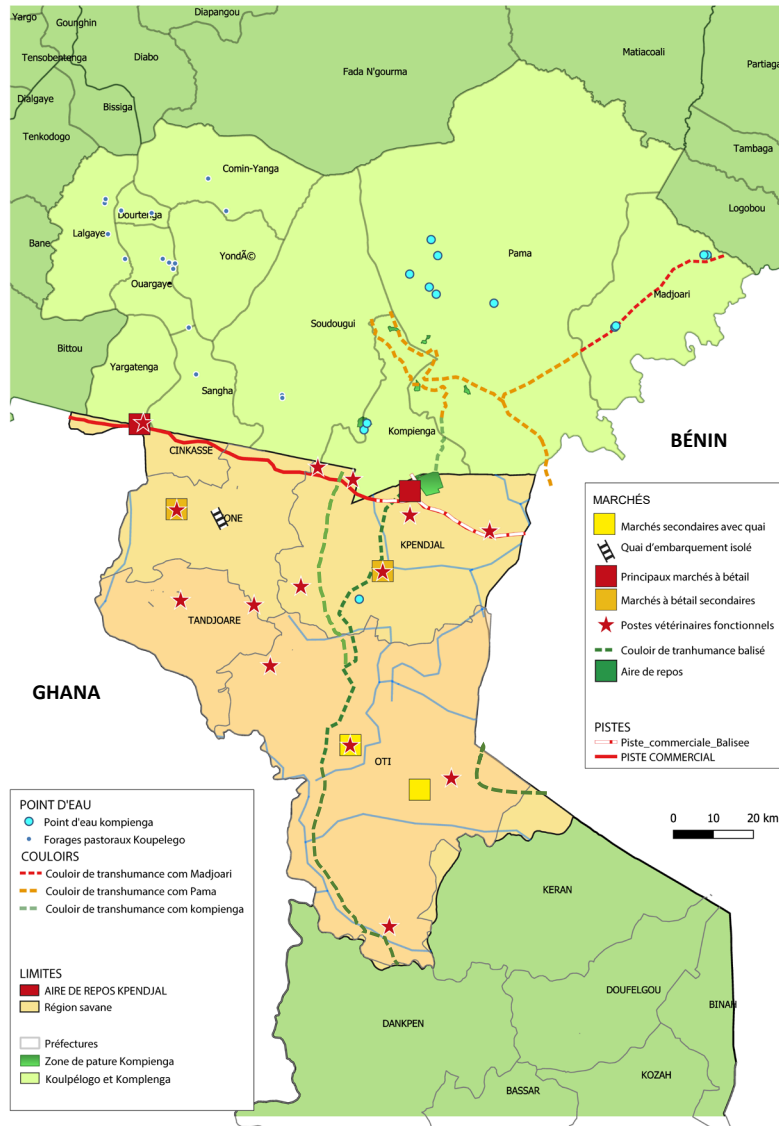 Diapangou
Yargo
Gounghin
Tensobentenga
Diabo
Matiacoali
Partiaga
Fada N'gourma
Dialgaye
Bissiga
Tenkodogo
Tambaga
Comin-Yanga
Logobou
Dourtenga
Lalgaye
Bane
YondÃ©
Pama
Ouargaye
Madjoari
Soudougui
Bittou
Yargatenga
Sangha
Kompienga
BÉNIN
CINKASSE
ONE
KPENDJAL
TANDJOARE
GHANA
OTI
KERAN
DOUFELGOU
BINAH
DANKPEN
KOZAH
BASSAR
MARCHÉS
Marchés secondaires avec quai
Quai d'embarquement isolé
Principaux marchés à bétail
Marchés à bétail secondaires
Postes vétérinaires fonctionnels
Couloir de tranhumance balisé
Aire de repos
PISTES
Piste_commerciale_Balisee
PISTE COMMERCIAL
0 10 20 km
POINT D'EAU
Point d'eau kompienga
Forages pastoraux Koupelego
COULOIRS
Couloir de transhumance com Madjoari
Couloir de transhumance com Pama
Couloir de transhumance com kompienga
LIMITES
AIRE DE REPOS KPENDJAL
Région savane
Préfectures
Zone de pature Kompienga
Koulpélogo et Komplenga